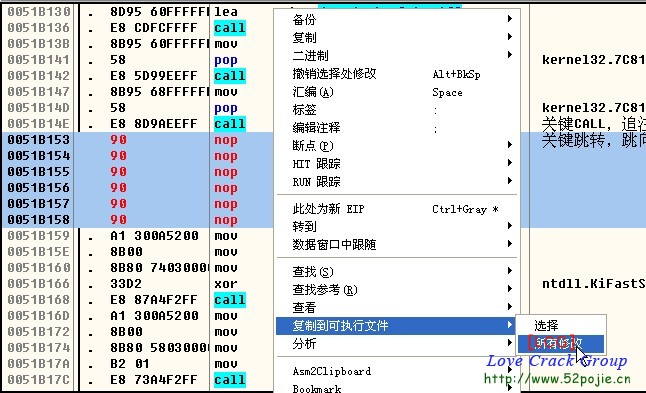 0051B130 . 8D95 60FFFFFF lea
0051B136 . E8 CDFCFFFF call
0051B13B . 8B95 60FFFFFF mov
0051B141 . 58 pop kernel32.7C81
0051B142 . E8 5D99EEFF call
0051B147 . 8B95 68FFFFFF mov
0051B14D . 58 pop kernel32.7C81
0051B14E . E8 8D9AEEFF call 关键CALL,追注
0051B153 90 nop 关键跳转,跳向
0051B154 90 nop
0051B155 90 nop
0051B156 90 nop
0051B157 90 nop
0051B158 90 nop
0051B159 . A1 300A5200 mov
0051B15E . 8B00 mov
0051B160 . 8B80 74030000 mov
0051B166 . 33D2 xor ntdll.KiFastS
0051B168 . E8 87A4F2FF call
0051B16D . A1 300A5200 mov
0051B172 . 8B00 mov
0051B174 . 8B80 58030000 mov
0051B17A . B2 01 mov
0051B17C . E8 73A4F2FF call
备份
复制
二进制
撤销选择处修改 Alt+BkSp
汇编(A) Space
标签 :
编辑注释 ;
断点(P)
HIT 跟踪
RUN 跟踪
此处为新 EIP Ctrl+Gray *
转到
数据窗口中跟随
查找(S)
查找参考(R)
查看
复制到可执行文件
分析
Asm2Clipboard
Bookmark
选择
所有修改
Love Crack Group
http://www.52pojie.cn